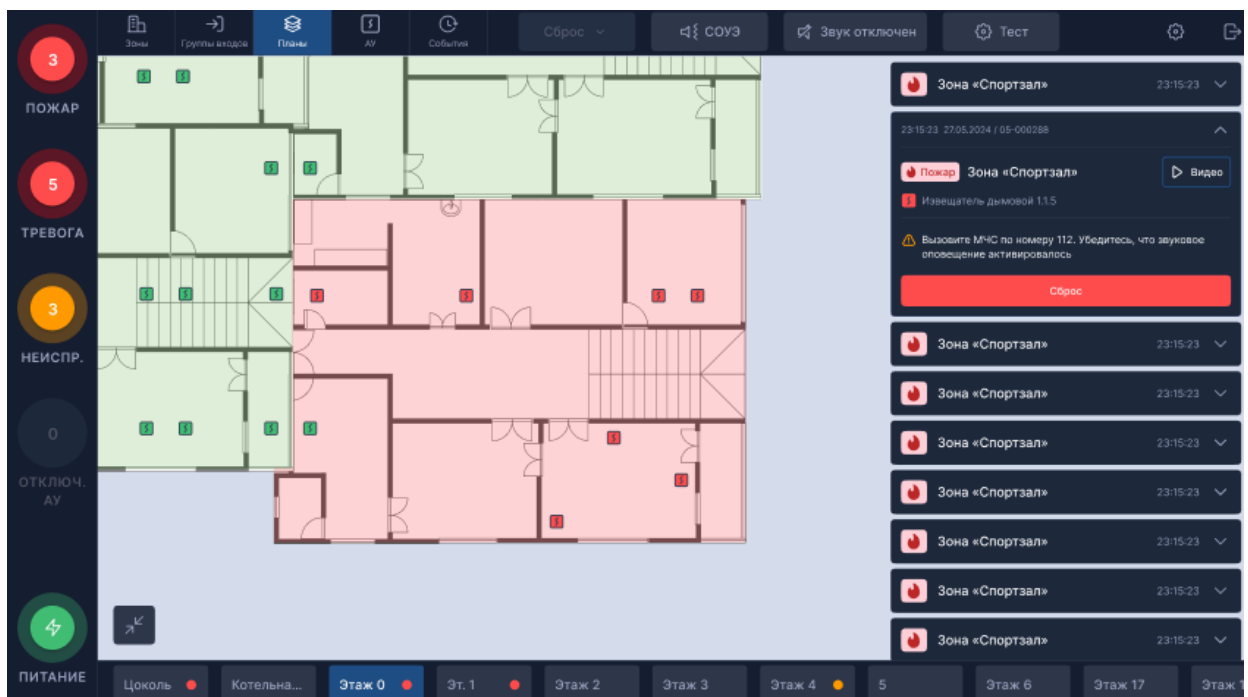 3
ПОЖАР
5
ТРЕВОГА
3
НЕИСПР.
0
ОТКЛЮЧ.
АУ
ПИТАНИЕ
Зоны
Группы входов
Планы
АУ
События
Сброс
СОУЭ
Звук отключен
Тест
Зона «Спортзал» 23:15:23
23:15:23 27.05.2024 / 05-000288
Пожар Зона «Спортзал» Видео
Извещатель дымовой 1.1.5
Вызовите МЧС по номеру 112. Убедитесь, что звуковое
оповещение активировалось
Сброс
Зона «Спортзал» 23:15:23
Зона «Спортзал» 23:15:23
Зона «Спортзал» 23:15:23
Зона «Спортзал» 23:15:23
Зона «Спортзал» 23:15:23
Зона «Спортзал» 23:15:23
Зона «Спортзал» 23:15:23
Цоколь
Котельна...
Этаж 0
Эт. 1
Этаж 2
Этаж 3
Этаж 4
5
Этаж 6
Этаж 17
Этаж 1